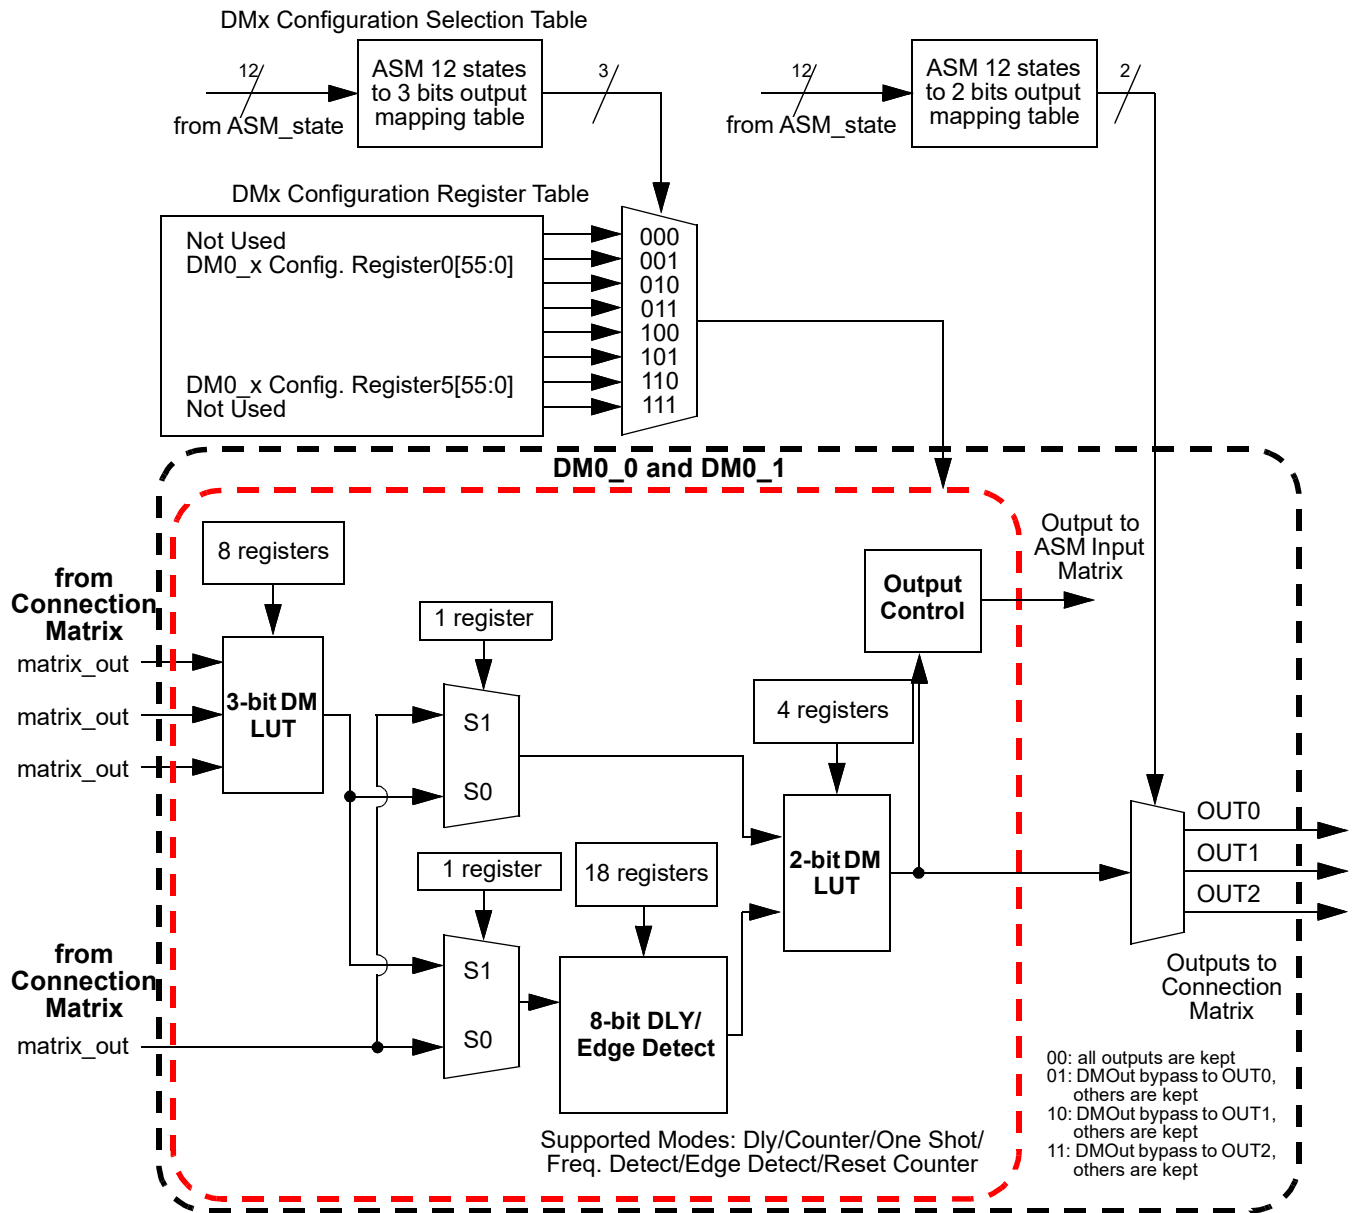 DMx Configuration Selection Table
12
ASM 12 states
to 3 bits output
mapping table
3
from ASM_state
12
ASM 12 states
to 2 bits output
mapping table
2
from ASM_state
DMx Configuration Register Table
Not Used
DM0_x Config. Register0[55:0]
DM0_x Config. Register5[55:0]
Not Used
000
001
010
011
100
101
110
111
DM0_0 and DM0_1
8 registers
from
Connection
Matrix
matrix_out
matrix_out
matrix_out
3-bit DM
LUT
1 register
S1
S0
Output
Control
Output to
ASM Input
Matrix
4 registers
2-bit DM
LUT
OUT0
OUT1
OUT2
Outputs to
Connection
Matrix
1 register
18 registers
from
Connection
Matrix
matrix_out
S1
S0
8-bit DLY/
Edge Detect
Supported Modes: Dly/Counter/One Shot/
Freq. Detect/Edge Detect/Reset Counter
00: all outputs are kept
01: DMOut bypass to OUT0,
others are kept
10: DMOut bypass to OUT1,
others are kept
11: DMOut bypass to OUT2,
others are kept